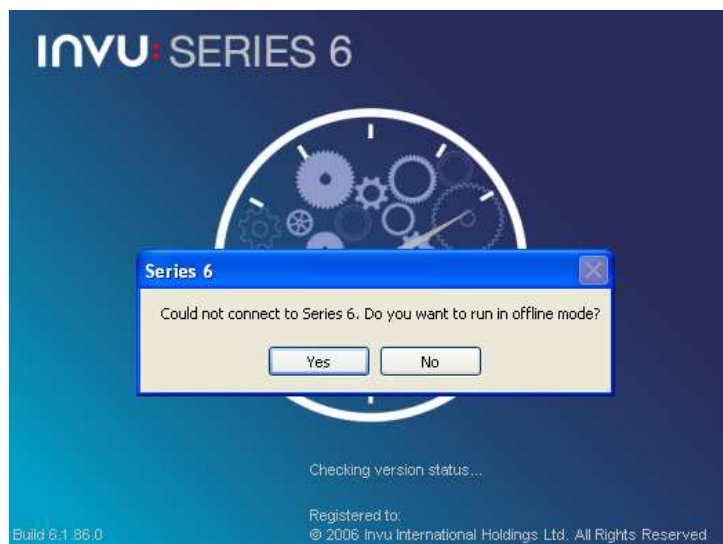 INVU: SERIES 6
Series 6
Could not connect to Series 6. Do you want to run in offline mode?
Yes No
Checking version status...
Registered to:
Build 6.1.86.0 © 2006 Invu International Holdings Ltd. All Rights Reserved